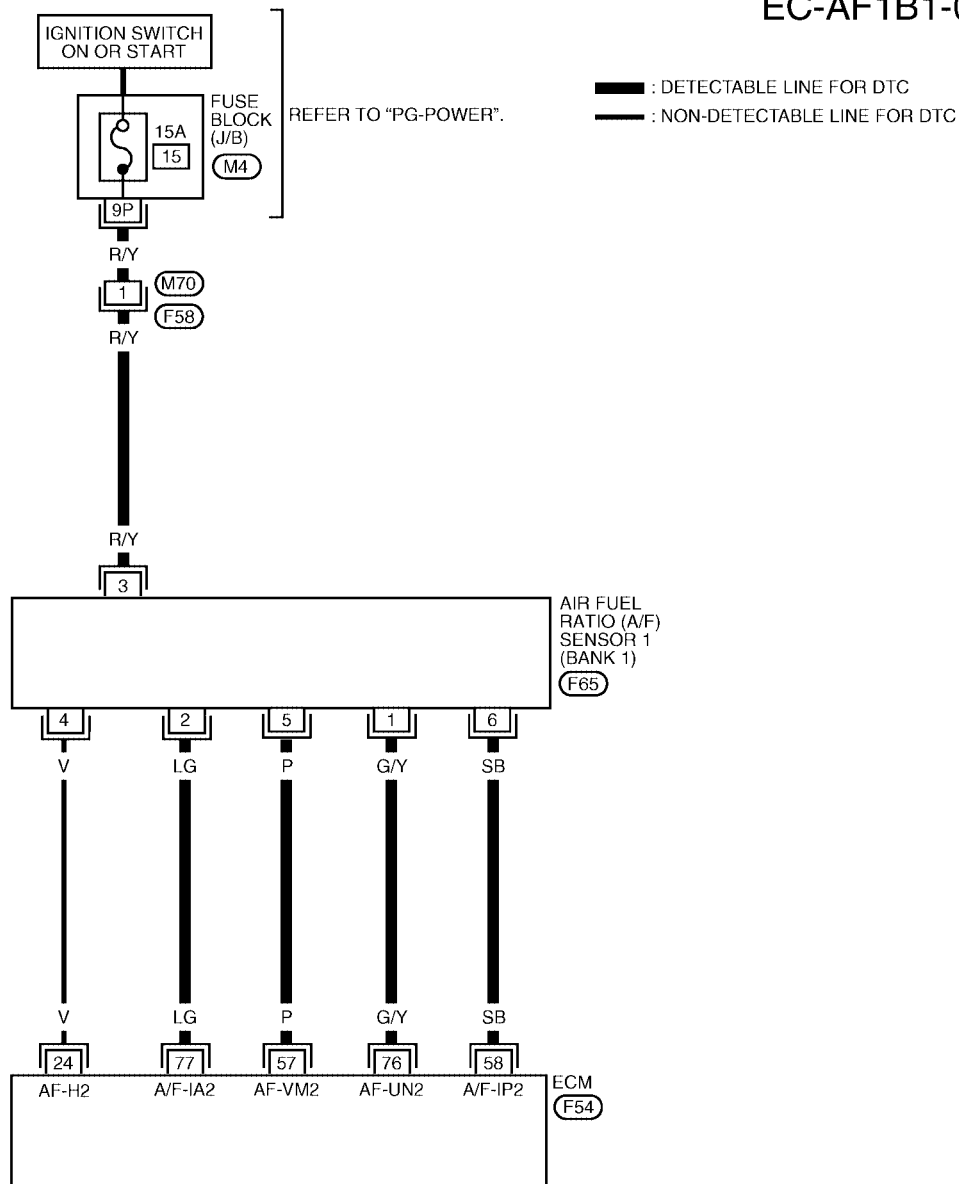 EC-AF1B1-0
IGNITION SWITCH
ON OR START
: DETECTABLE LINE FOR DTC
: NON-DETECTABLE LINE FOR DTC
FUSE
BLOCK
(J/B)
REFER TO “PG-POWER”.
15A
15
M4
9P
R/Y
1
M70
F58
R/Y
R/Y
3
AIR FUEL
RATIO (A/F)
SENSOR 1
(BANK 1)
F65
4 2 5 1 6
V LG P G/Y SB
V LG P G/Y SB
24 77 57 76 58
AF-H2 A/F-IA2 AF-VM2 AF-UN2 A/F-IP2
ECM
F54